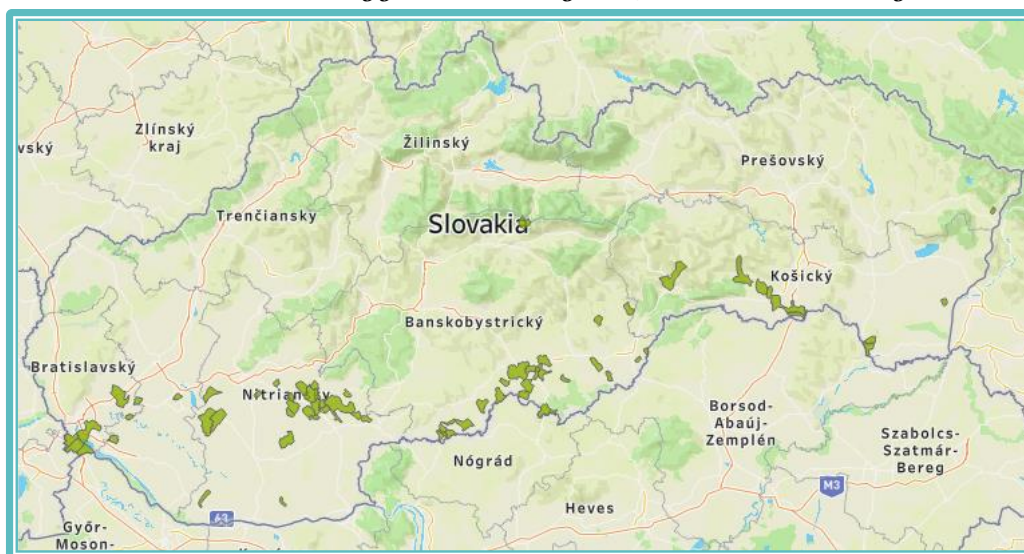 Zlínský
kraj
vský
Žilinský
Prešovský
Trenčiansky
Slovakia
Košický
Banskobystrický
Bratislavský
Nitriansky
Borsod-
Abaúj-
Zemplén
Szabolcs-
Szatmár-
Bereg
Nógrád
M3
Heves
63
Győr-
Moson-